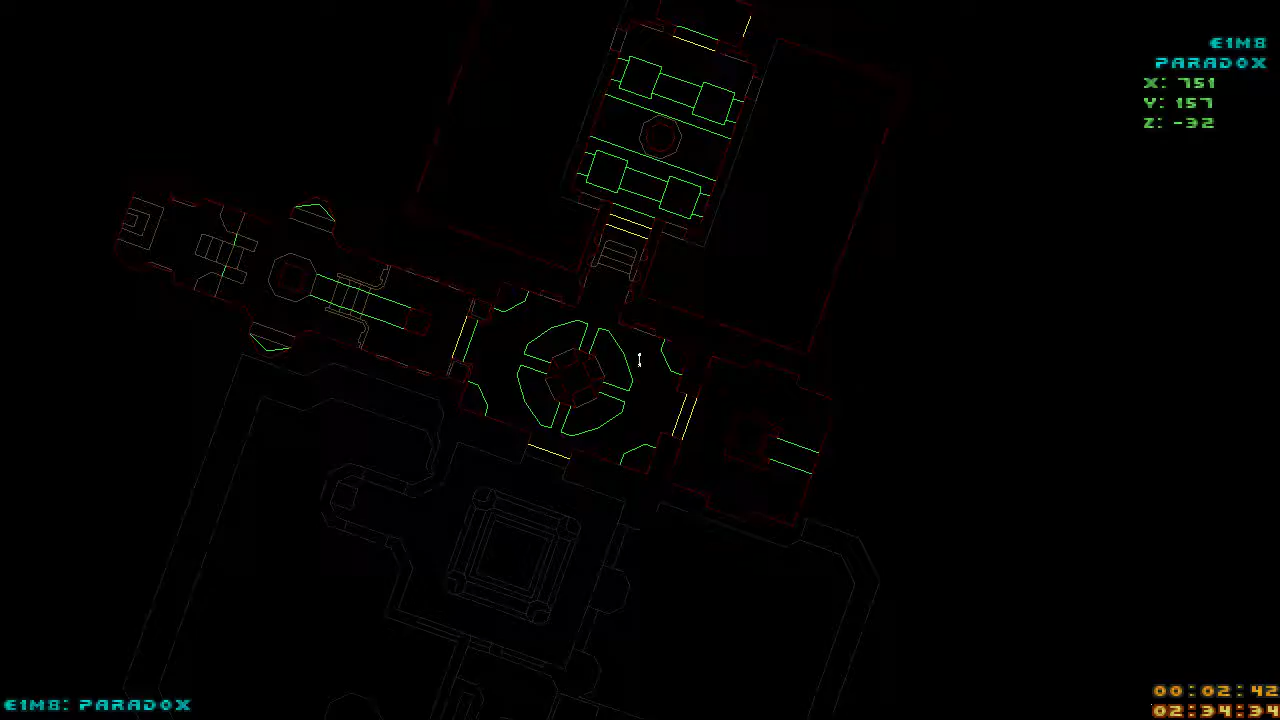 E1M8
PARADOX
X: 751
Y: 157
Z: -32
E1M8: PARADOX
00:02:42
02:34:34